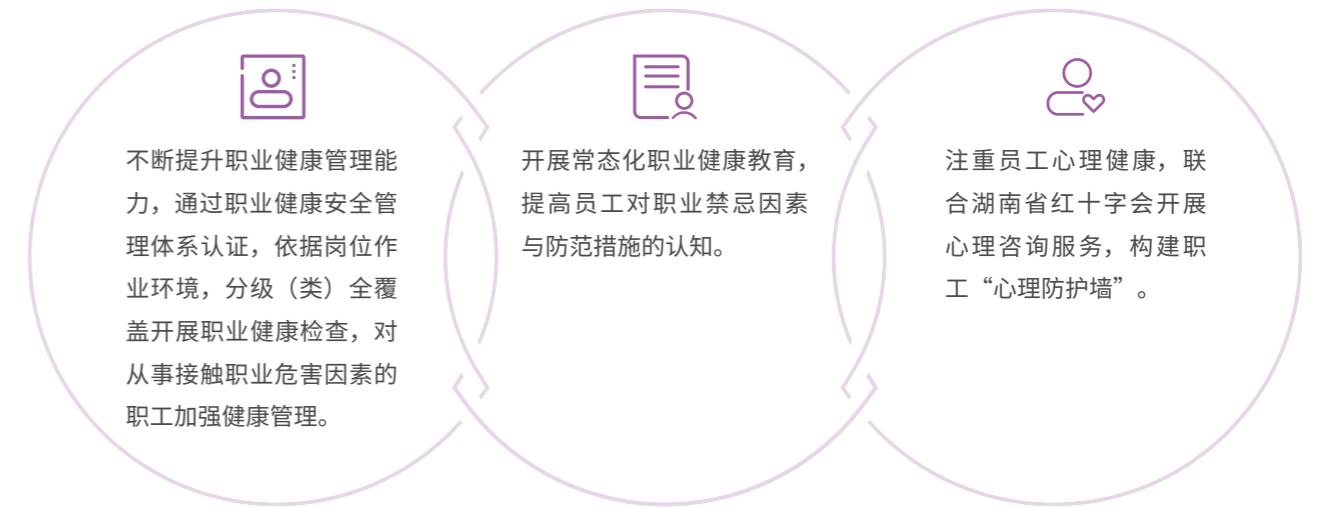 不断提升职业健康管理能
力，通过职业健康安全管
理体系认证，依据岗位作
业环境，分级（类）全覆
盖开展职业健康检查，对
从事接触职业危害因素的
职工加强健康管理。
开展常态化职业健康教育，
提高员工对职业禁忌因素
与防范措施的认知。
注重员工心理健康，联
合湖南省红十字会开展
心理咨询服务，构建职
工“心理防护墙”。